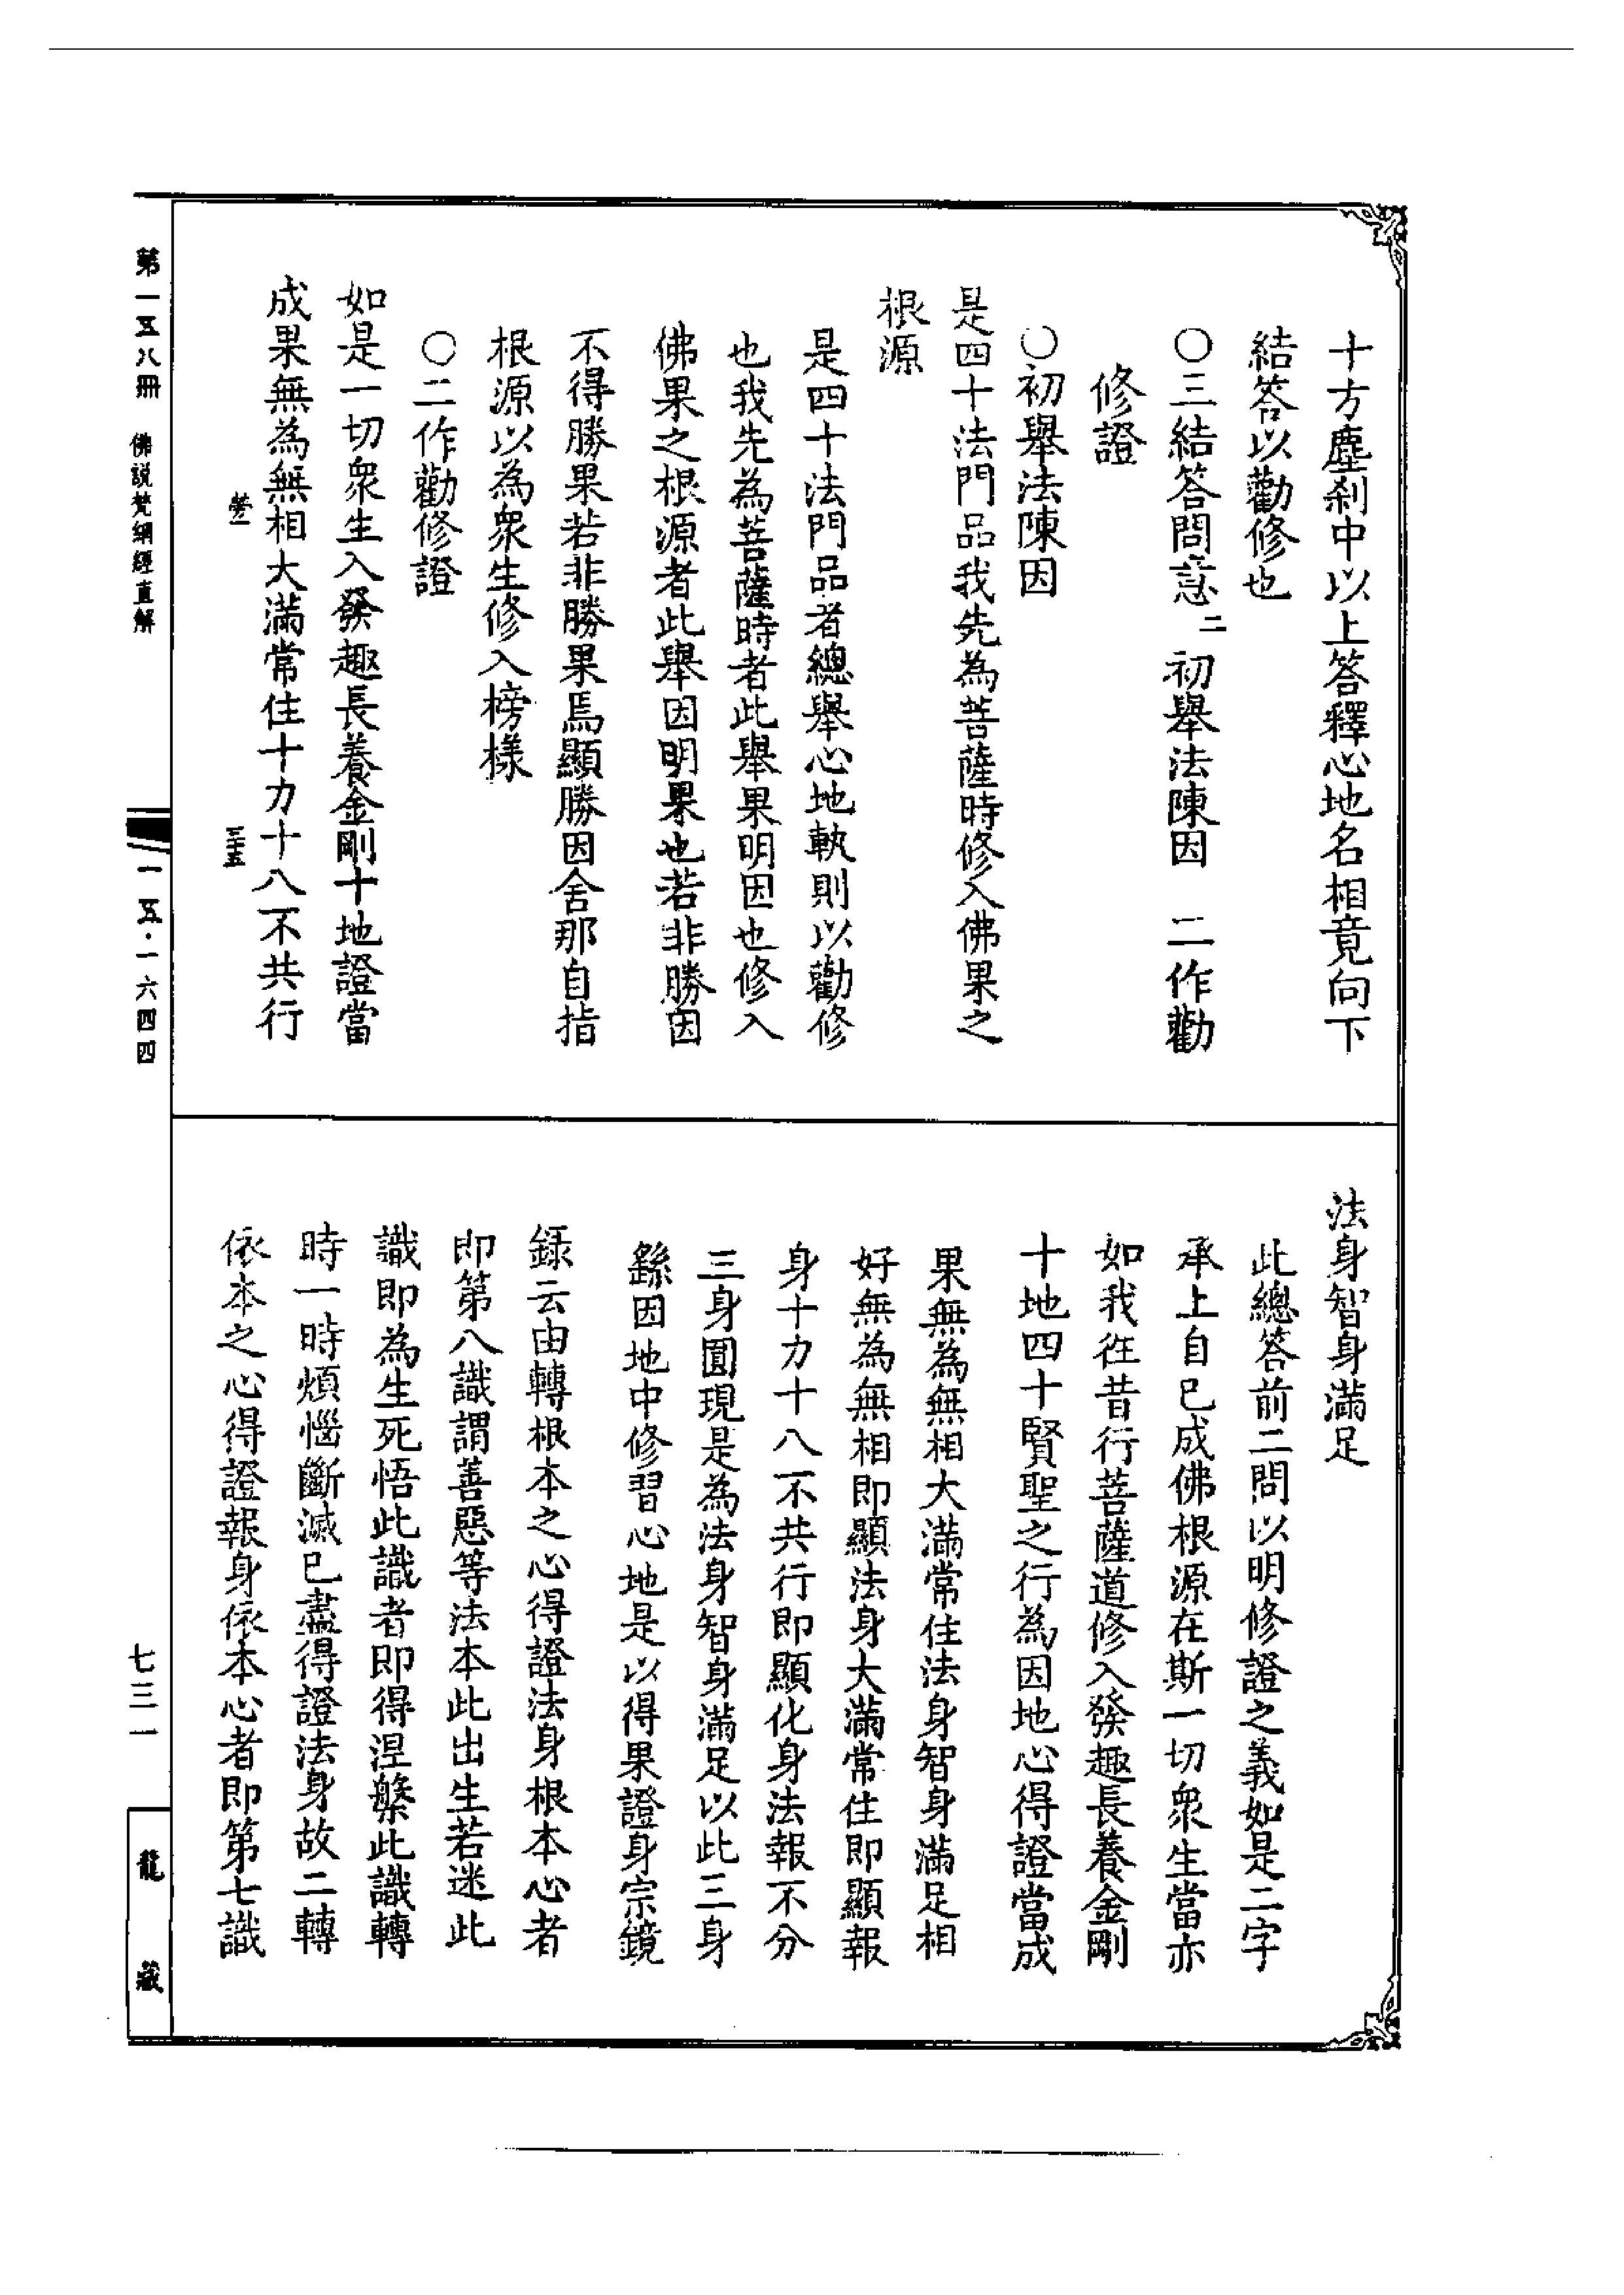 十方塵剎中以上答釋心地名相竟向下
結答以勸修也
○三結答問意二初舉法陳因　二作勸
修證
○初舉法陳因
是四十法門品我先為菩薩時修入佛果之
根源
是四十法門品者總舉心地軌則以勸修
也我先為菩薩時者此舉果明因也修入
佛果之根源者此舉因明果也若非勝因
不得勝果若非勝果焉顯勝因舍那自指
根源以為衆生修入榜樣
○二作勸修證
如是一切衆生入發趣長養金剛十地證當
成果無為無相大滿常住十力十八不共行
三十五
法身智身滿足
此總答前二問以明修證之義如是二字
承上自已成佛根源在斯一切衆生當亦
如我往昔行菩薩道修入發趣長養金剛
十地四十賢聖之行為因地心得證當成
果無為無相大滿常住法身智身滿足相
好無為無相即顯法身大滿常住即顯報
身十力十八不共行即顯化身法報不分
三身圓現是為法身智身滿足以此三身
繇因地中修習心地是以得果證身宗鏡
錄云由轉根本之心得證法身根本心者
即第八識謂善惡等法本此出生若迷此
識即為生死悟此識者即得涅槃此識轉
時一時煩惱斷滅已盡得證法身故二轉
依本之心得證報身依本心者即第七識
第一五八冊　佛說梵網經直解
一五·一六四四
七三一
龍藏